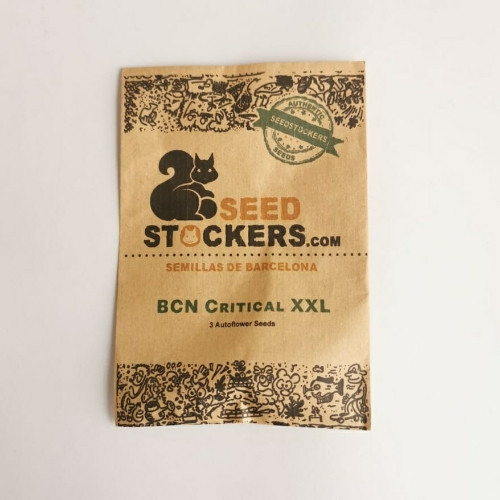 AUTHENTIC
SEEDSTOCKERS
SEEDS
SEED
STOCKERS.COM
SEMILLAS DE BARCELONA
BCN CRITICAL XXL
3 Autoflower Seeds